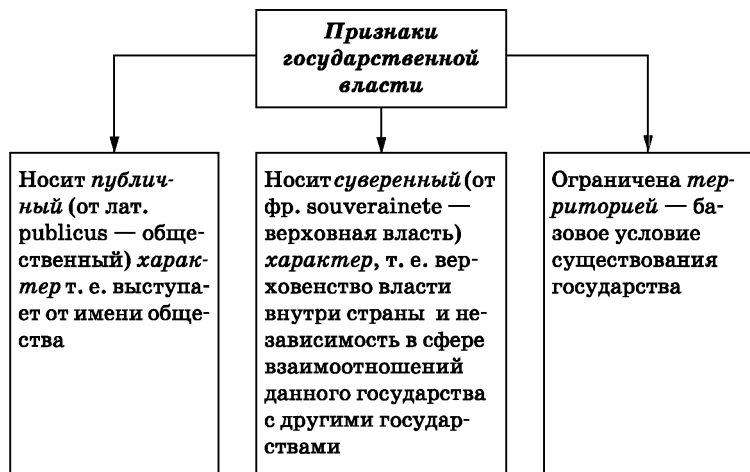 Признаки
государственной
власти
Носит публич-
ный (от лат.
publicus — обще-
ственный) харак-
тер т. е. выступа-
ет от имени обще-
ства
Носит суверенный (от
фр. souverainete —
верховная власть)
характер, т. е. вер-
ховенство власти
внутри страны и не-
зависимость в сфере
взаимоотношений
данного государства
с другими государ-
ствами
Ограничена тер-
риторией — ба-
зовое условие
существования
государства